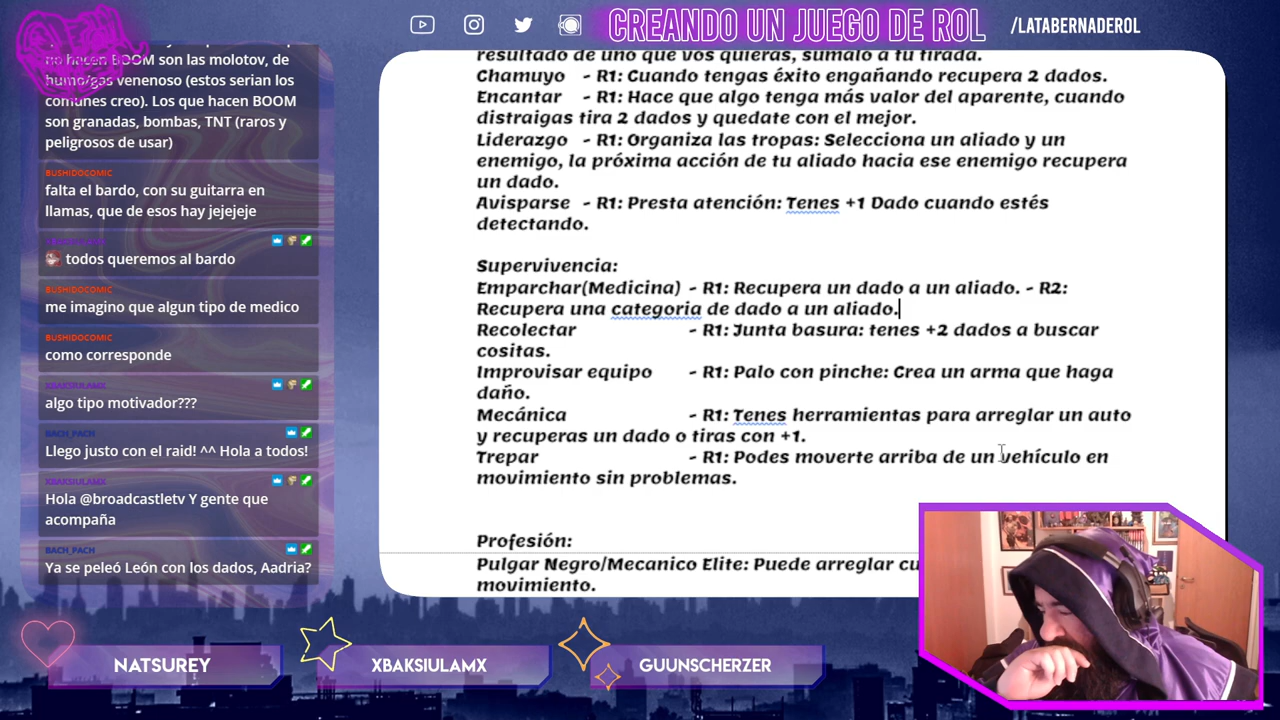 CREANDO UN JUEGO DE ROL
/LATABERNADEROL
no hacen BOOM son las molotov, de
humo/gas venenoso (estos serian los
comunes creo). Los que hacen BOOM
son granadas, bombas, TNT (raros y
peligrosos de usar)
BUSHIDOCOMIC
falta el bardo, con su guitarra en
llamas, que de esos hay jejejeje
todos queremos al bardo
BUSHIDOCOMIC
me imagino que algun tipo de medico
BUSHIDOCOMIC
como corresponde
XBAKSIULAMX
algo tipo motivador???
BACH_PACH
Llego justo con el raid! ^^ Hola a todos!
XBAKSIULAMX
Hola @broadcastletv Y gente que
acompaña
BACH_PACH
Ya se peleó León con los dados, Aadria?
resultado de uno que vos quieras, sumalo a tu tirada.
Chamuyo - R1: Cuando tengas éxito engañando recupera 2 dados.
Encantar - R1: Hace que algo tenga más valor del aparente, cuando
distraigas tira 2 dados y quedate con el mejor.
Liderazgo - R1: Organiza las tropas: Selecciona un aliado y un
enemigo, la próxima acción de tu aliado hacia ese enemigo recupera
un dado.
Avisparse - R1: Presta atención: Tenes +1 Dado cuando estés
detectando.
Supervivencia:
Emparchar(Medicina) - R1: Recupera un dado a un aliado. - R2:
Recupera una categoria de dado a un aliado.
Recolectar - R1: Junta basura: tenes +2 dados a buscar
cositas.
Improvisar equipo - R1: Palo con pinche: Crea un arma que haga
daño.
Mecánica - R1: Tenes herramientas para arreglar un auto
y recuperas un dado o tiras con +1.
Trepar - R1: Podes moverte arriba de un vehículo en
movimiento sin problemas.
Profesión:
Pulgar Negro/Mecanico Elite: Puede arreglar cu
movimiento.
NATSUREY
XBAKSIULAMX
GUUNSCHERZER